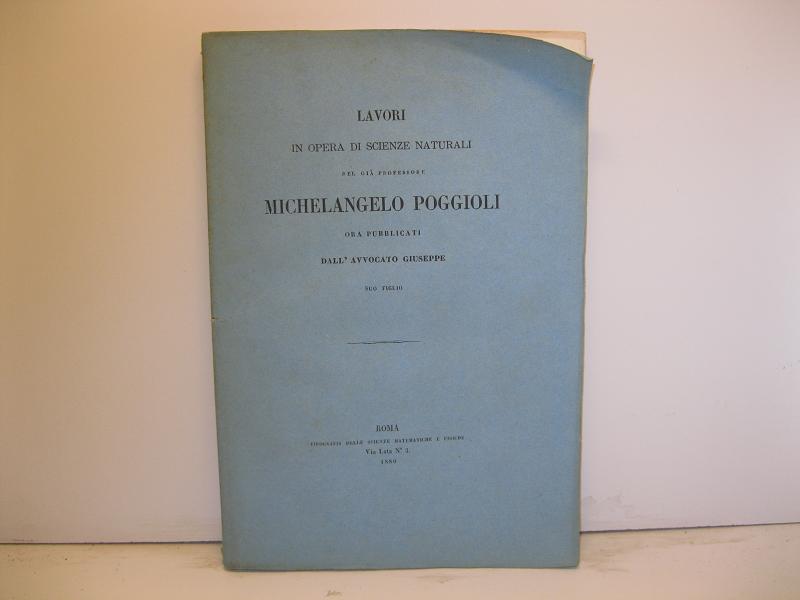 LAVORI
IN OPERA DI SCIENZE NATURALI
DEL GIÀ PROFESSORE
MICHELANGELO POGGIOLI
ORA PUBBLICATI
DALL' AVVOCATO GIUSEPPE
SUO FIGLIO
ROMA
TIPOGRAFIA DELLE SCIENZE MATEMATICHE E FISICHE
Via Lata N° 3.
1880